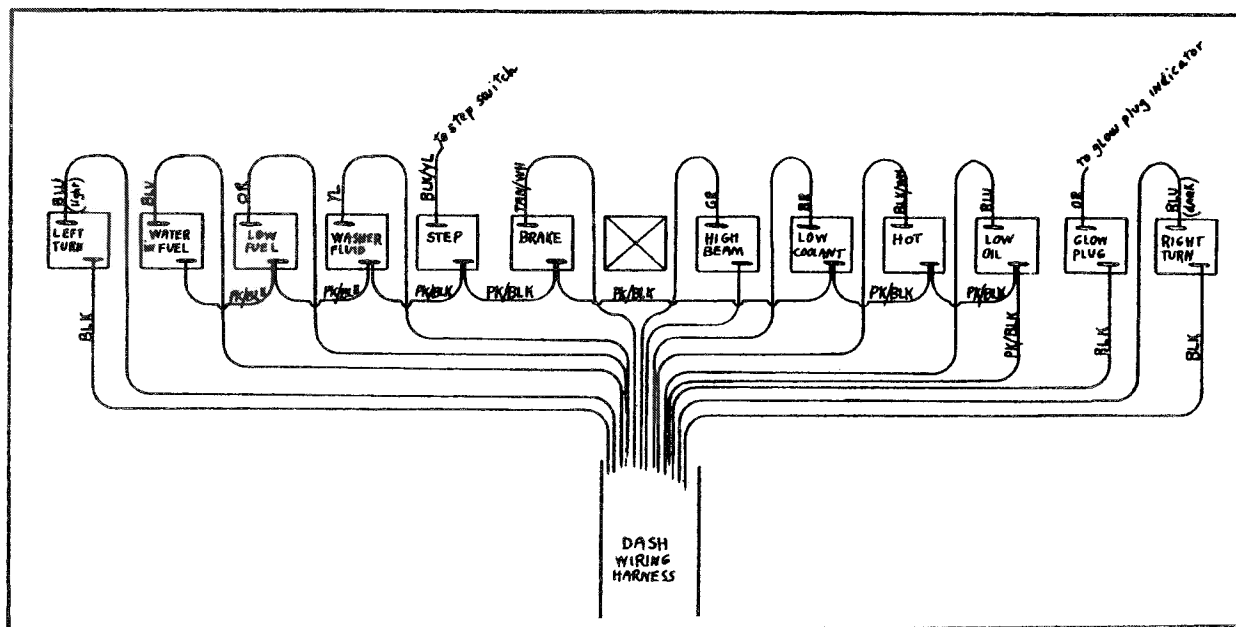 to step switch
to glow plug indicator
BLU
(light)
BLU
OR
YL
BLK/YL
TAN/WH
GR
BR
BLU
OR
BLU
(dark)
LEFT
TURN
WATER
FUEL
LOW
FUEL
WASHER
FLUID
STEP
BRAKE
HIGH
BEAM
LOW
COOLANT
HOT
LOW
OIL
GLOW
PLUG
RIGHT
TURN
PK/BLK
PK/BLK
PK/BLK
PK/BLK
PK/BLK
PK/BLK
PK/BLK
BLK
PK/BLK
BLK
BLK
DASH
WIRING
HARNESS